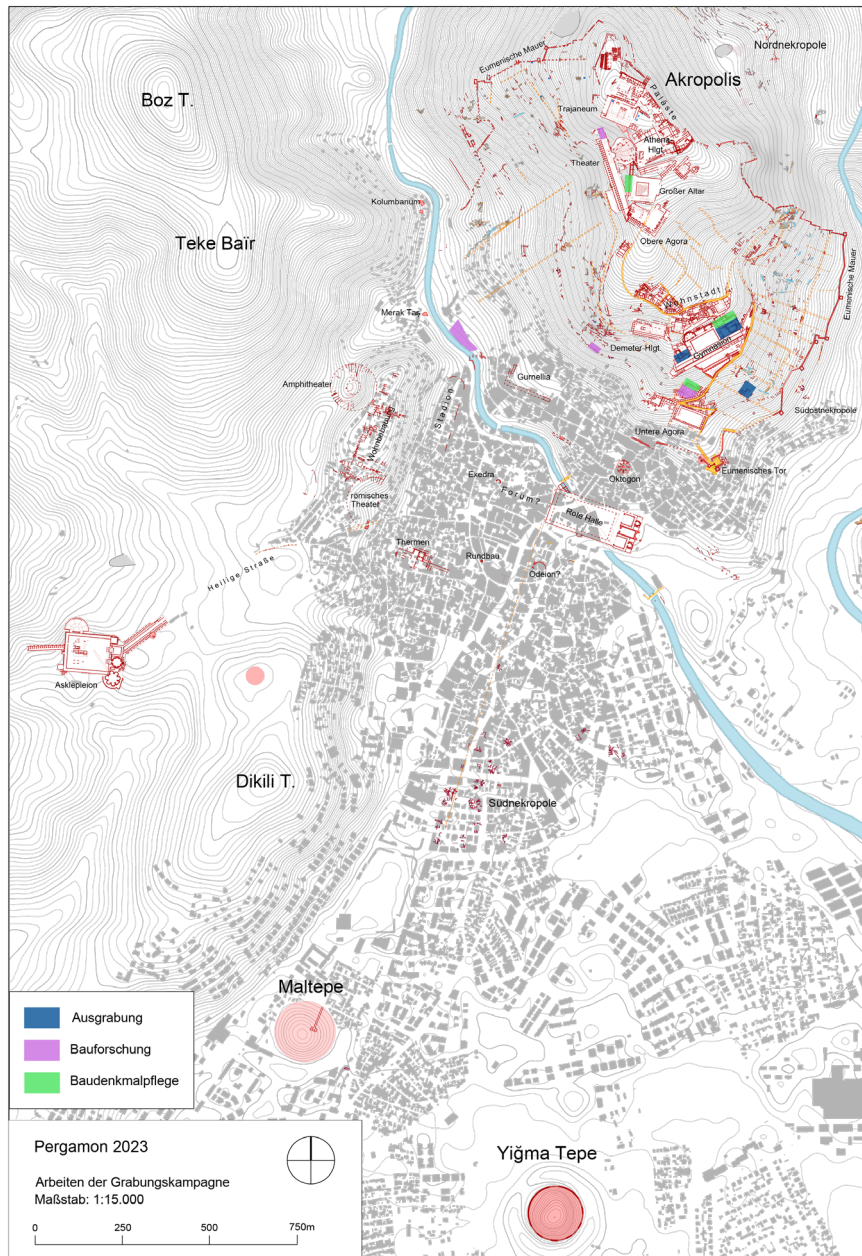 Nordnekropole
Eumenische Mauer
Akropolis
Boz T.
Paläste
Trajaneum
Athena
Hlgt.
Theater
Großer Altar
Kolumbarium
Teke Baïr
Obere Agora
Eumenische Mauer
Wohnstadt
Merak Taş
Gymnasion
Demeter-Hlgt.
Gurnellia
Amphitheater
Stadion
Wohnbebauung
Südostnekropole
Untere Agora
Eumenisches Tor
Exedra
Oktogon
Forum?
römisches
Theater
Rote Halle
Thermen
Rundbau
Odeion?
Heilige Straße
Asklepieion
Dikili T.
Südnekropole
Maltepe
Ausgrabung
Bauforschung
Baudenkmalpflege
Pergamon 2023
Yiğma Tepe
Arbeiten der Grabungskampagne
Maßstab: 1:15.000
0 250 500 750m